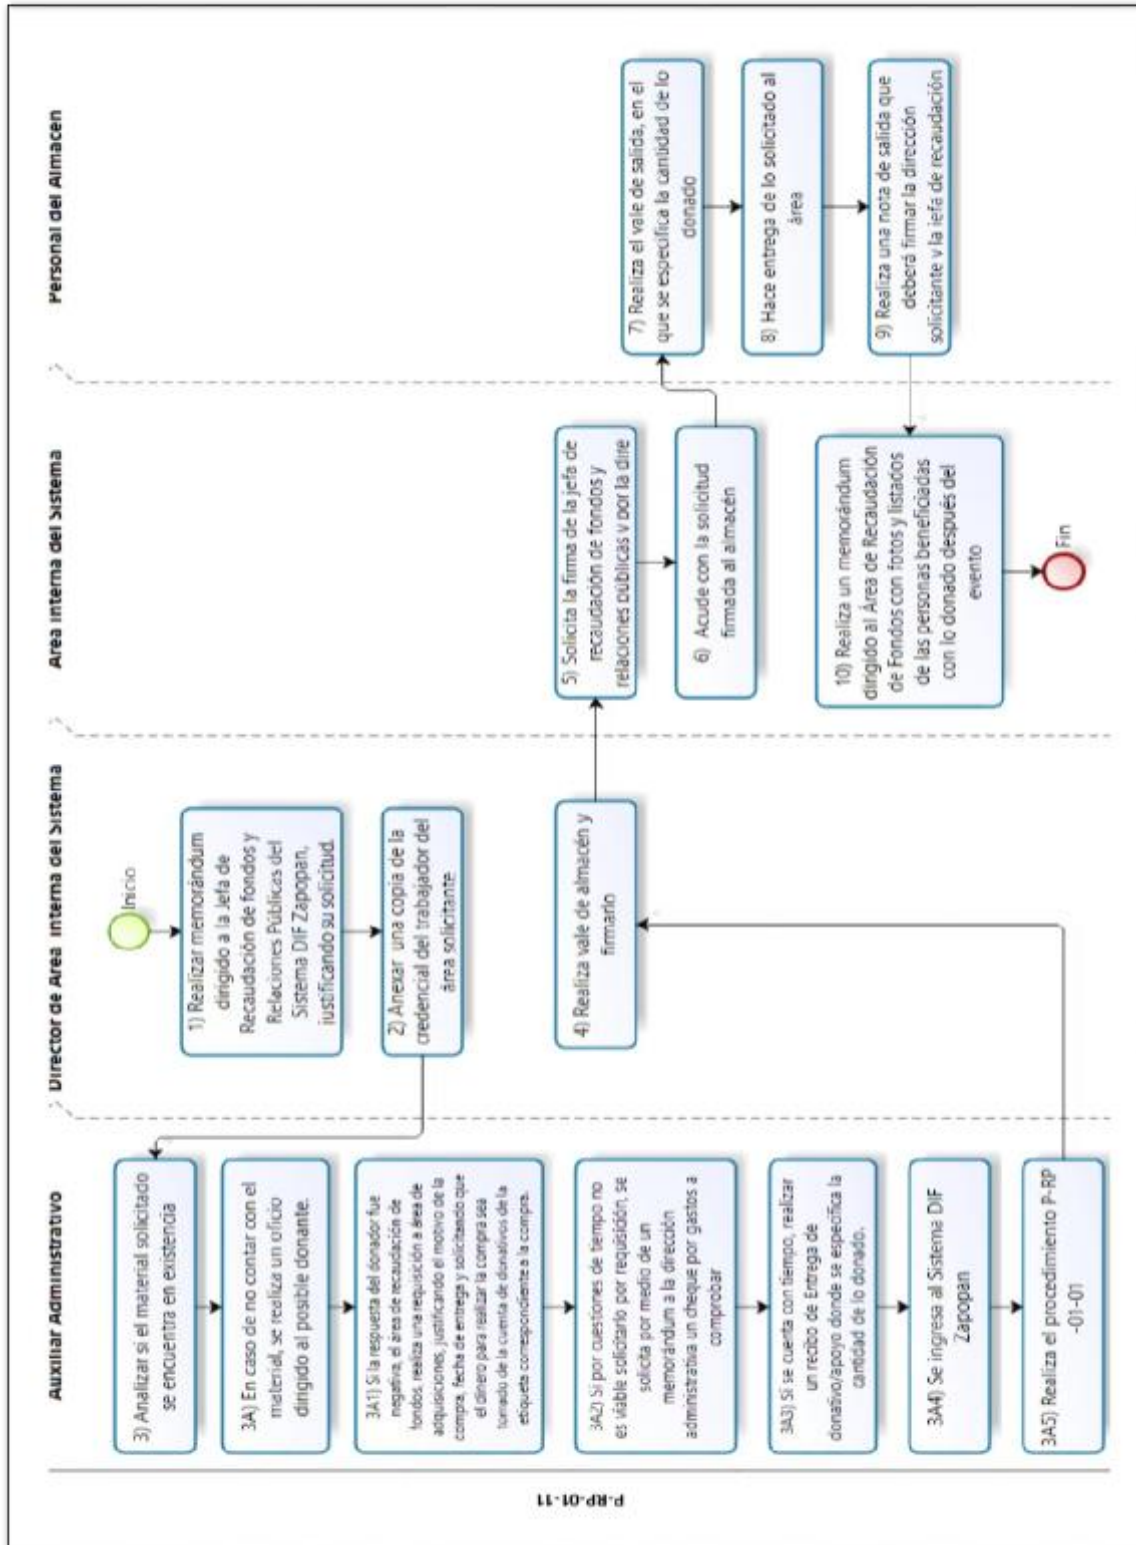 P-RP-01-11
Auxiliar Administrativo
Director de Area interna del Sistema
Area Interna del Sistema
Personal del Almacen
Inicio
1) Realizar memorándum
dirigido a la Jefa de
Recaudación de fondos y
Relaciones Públicas del
Sistema DIF Zapopan,
justificando su solicitud.
2) Anexar una copia de la
credencial del trabajador del
área solicitante
3) Analizar si el material solicitado
se encuentra en existencia
3A) En caso de no contar con el
material, se realiza un oficio
dirigido al posible donante.
3A1) Si la respuesta del donador fue
negativa, el área de recaudación de
fondos, realiza una requisición a área de
adquisiciones, justificando el motivo de la
compra, fecha de entrega y solicitando que
el dinero para realizar la compra sea
tomado de la cuenta de donativos de la
etiqueta correspondiente a la compra.
3A2) Si por cuestiones de tiempo no
es viable solicitarlo por requisición, se
solicita por medio de un
memorándum a la dirección
administrativa un cheque por gastos a
comprobar
3A3) Si se cuenta con tiempo, realizar
un recibo de Entrega de
donativo/apoyo donde se especifica la
cantidad de lo donado.
3A4) Se ingresa al Sistema DIF
Zapopan
3A5) Realiza el procedimiento P-RP
-01-01
4) Realiza vale de almacén y
firmarlo
5) Solicita la firma de la jefa de
recaudación de fondos y
relaciones públicas y por la dire
6) Acude con la solicitud
firmada al almacén
7) Realiza el vale de salida, en el
que se especifica la cantidad de lo
donado
8) Hace entrega de lo solicitado al
área
9) Realiza una nota de salida que
deberá firmar la dirección
solicitante y la jefa de recaudación
10) Realiza un memorándum
dirigido al Área de Recaudación
de Fondos con fotos y listados
de las personas beneficiadas
con lo donado después del
evento
Fin